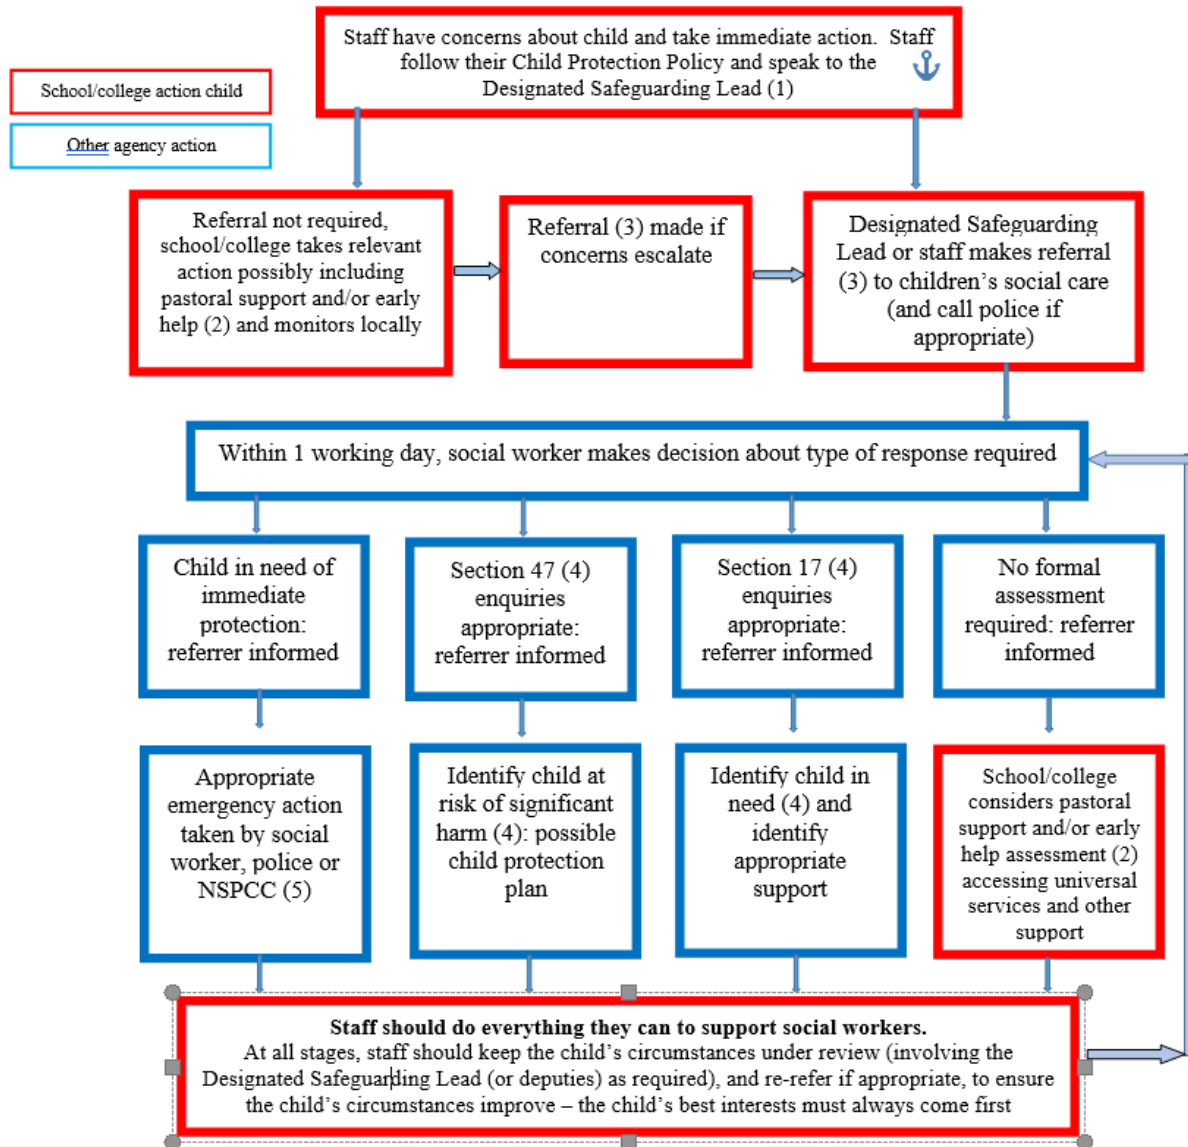 Staff have concerns about child and take immediate action.  Staff
follow their Child Protection Policy and speak to the
Designated Safeguarding Lead (1)
School/college action child
Other agency action
Referral not required,
school/college takes relevant
action possibly including
pastoral support and/or early
help (2) and monitors locally
Referral (3) made if
concerns escalate
Designated Safeguarding
Lead or staff makes referral
(3) to children’s social care
(and call police if
appropriate)
Within 1 working day, social worker makes decision about type of response required
Child in need of
immediate
protection:
referrer informed
Section 47 (4)
enquiries
appropriate:
referrer informed
Section 17 (4)
enquiries
appropriate:
referrer informed
No formal
assessment
required: referrer
informed
Appropriate
emergency action
taken by social
worker, police or
NSPCC (5)
Identify child at
risk of significant
harm (4): possible
child protection
plan
Identify child in
need (4) and
identify
appropriate
support
School/college
considers pastoral
support and/or early
help assessment (2)
accessing universal
services and other
support
Staff should do everything they can to support social workers.
At all stages, staff should keep the child’s circumstances under review (involving the
Designated Safeguarding Lead (or deputies) as required), and re-refer if appropriate, to ensure
the child’s circumstances improve – the child’s best interests must always come first